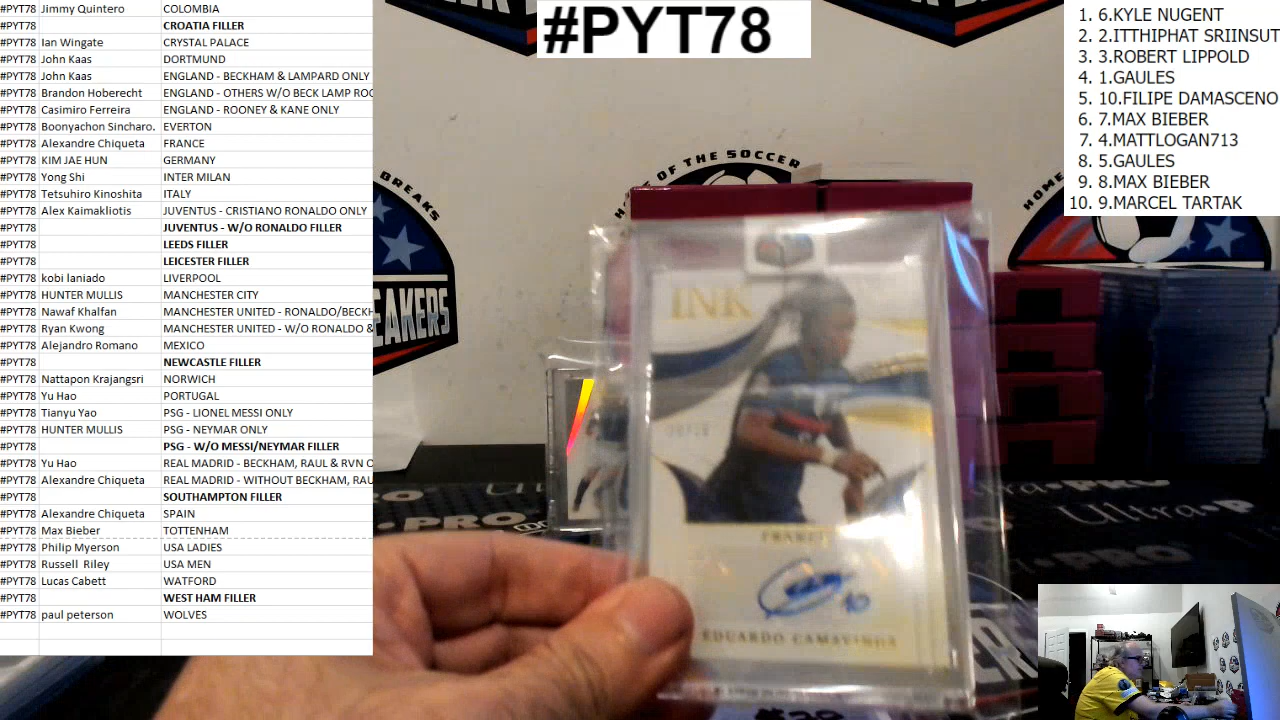 #PYT78 Jimmy Quintero COLOMBIA
#PYT78 CROATIA FILLER
#PYT78 Ian Wingate CRYSTAL PALACE
#PYT78 John Kaas DORTMUND
#PYT78 John Kaas ENGLAND - BECKHAM & LAMPARD ONLY
#PYT78 Brandon Hoberecht ENGLAND - OTHERS W/O BECK LAMP ROO
#PYT78 Casimiro Ferreira ENGLAND - ROONEY & KANE ONLY
#PYT78 Boonyachon Sincharo. EVERTON
#PYT78 Alexandre Chiqueta FRANCE
#PYT78 KIM JAE HUN GERMANY
#PYT78 Yong Shi INTER MILAN
#PYT78 Tetsuhiro Kinoshita ITALY
#PYT78 Alex Kaimakliotis JUVENTUS - CRISTIANO RONALDO ONLY
#PYT78 JUVENTUS - W/O RONALDO FILLER
#PYT78 LEEDS FILLER
#PYT78 LEICESTER FILLER
#PYT78 kobi laniado LIVERPOOL
#PYT78 HUNTER MULLIS MANCHESTER CITY
#PYT78 Nawaf Khalfan MANCHESTER UNITED - RONALDO/BECKH
#PYT78 Ryan Kwong MANCHESTER UNITED - W/O RONALDO &
#PYT78 Alejandro Romano MEXICO
#PYT78 NEWCASTLE FILLER
#PYT78 Nattapon Krajangsri NORWICH
#PYT78 Yu Hao PORTUGAL
#PYT78 Tianyu Yao PSG - LIONEL MESSI ONLY
#PYT78 HUNTER MULLIS PSG - NEYMAR ONLY
#PYT78 PSG - W/O MESSI/NEYMAR FILLER
#PYT78 Yu Hao REAL MADRID - BECKHAM, RAUL & RVN O
#PYT78 Alexandre Chiqueta REAL MADRID - WITHOUT BECKHAM, RAU
#PYT78 SOUTHAMPTON FILLER
#PYT78 Alexandre Chiqueta SPAIN
#PYT78 Max Bieber TOTTENHAM
#PYT78 Philip Myerson USA LADIES
#PYT78 Russell Riley USA MEN
#PYT78 Lucas Cabett WATFORD
#PYT78 WEST HAM FILLER
#PYT78 paul peterson WOLVES
#PYT78
1. 6.KYLE NUGENT
2. 2.ITTHIPHAT SRIINSUT
3. 3.ROBERT LIPPOLD
4. 1.GAULES
5. 10.FILIPE DAMASCENO
6. 7.MAX BIEBER
7. 4.MATTLOGAN713
8. 5.GAULES
9. 8.MAX BIEBER
10. 9.MARCEL TARTAK
OF THE SOCCER
BREAKS
EAKERS
HOME
INK
FRANCE
EDUARDO CAMAVINGA
PRO
Ultra